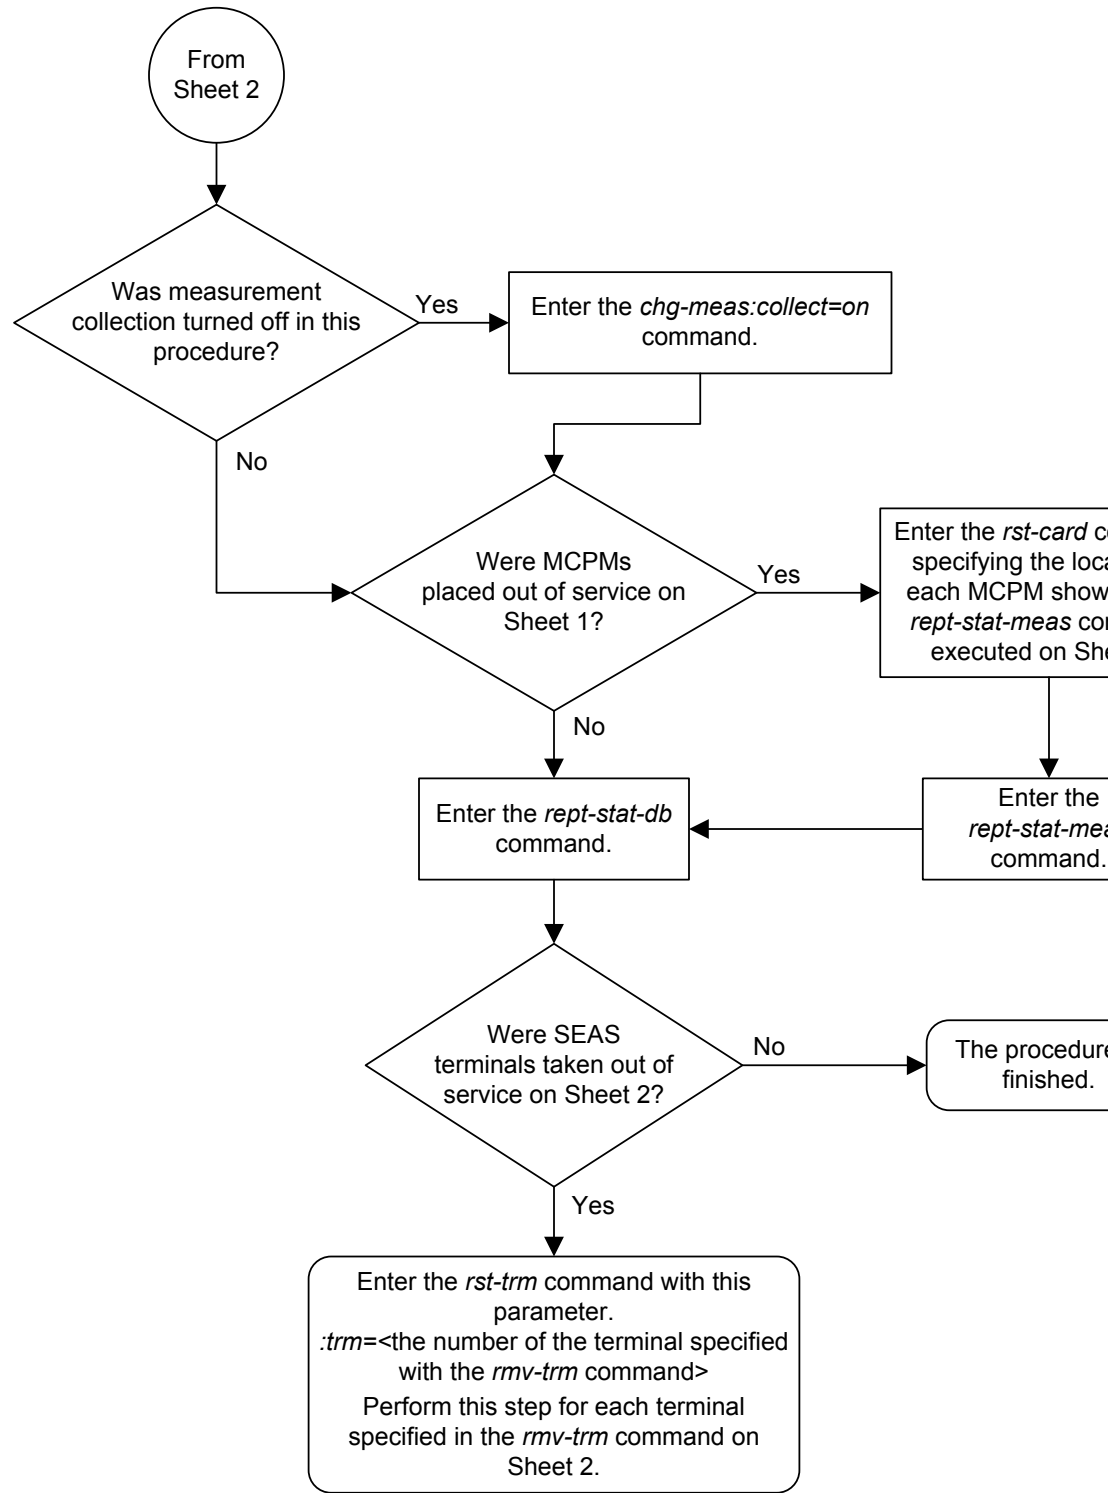 From
Sheet 2
Was measurement
collection turned off in this
procedure?
Yes
Enter the chg-meas:collect=on
command.
No
Were MCPMs
placed out of service on
Sheet 1?
Yes
Enter the rst-card
specifying the
each MCPM
rept-stat-meas
executed on
No
Enter the rept-stat-db
command.
Enter the
command.
Were SEAS
terminals taken out of
service on Sheet 2?
No
The procedure
finished.
Yes
Enter the rst-trm command with this
parameter.
:trm=<the number of the terminal specified
with the rmv-trm command>
Perform this step for each terminal
specified in the rmv-trm command on
Sheet 2.